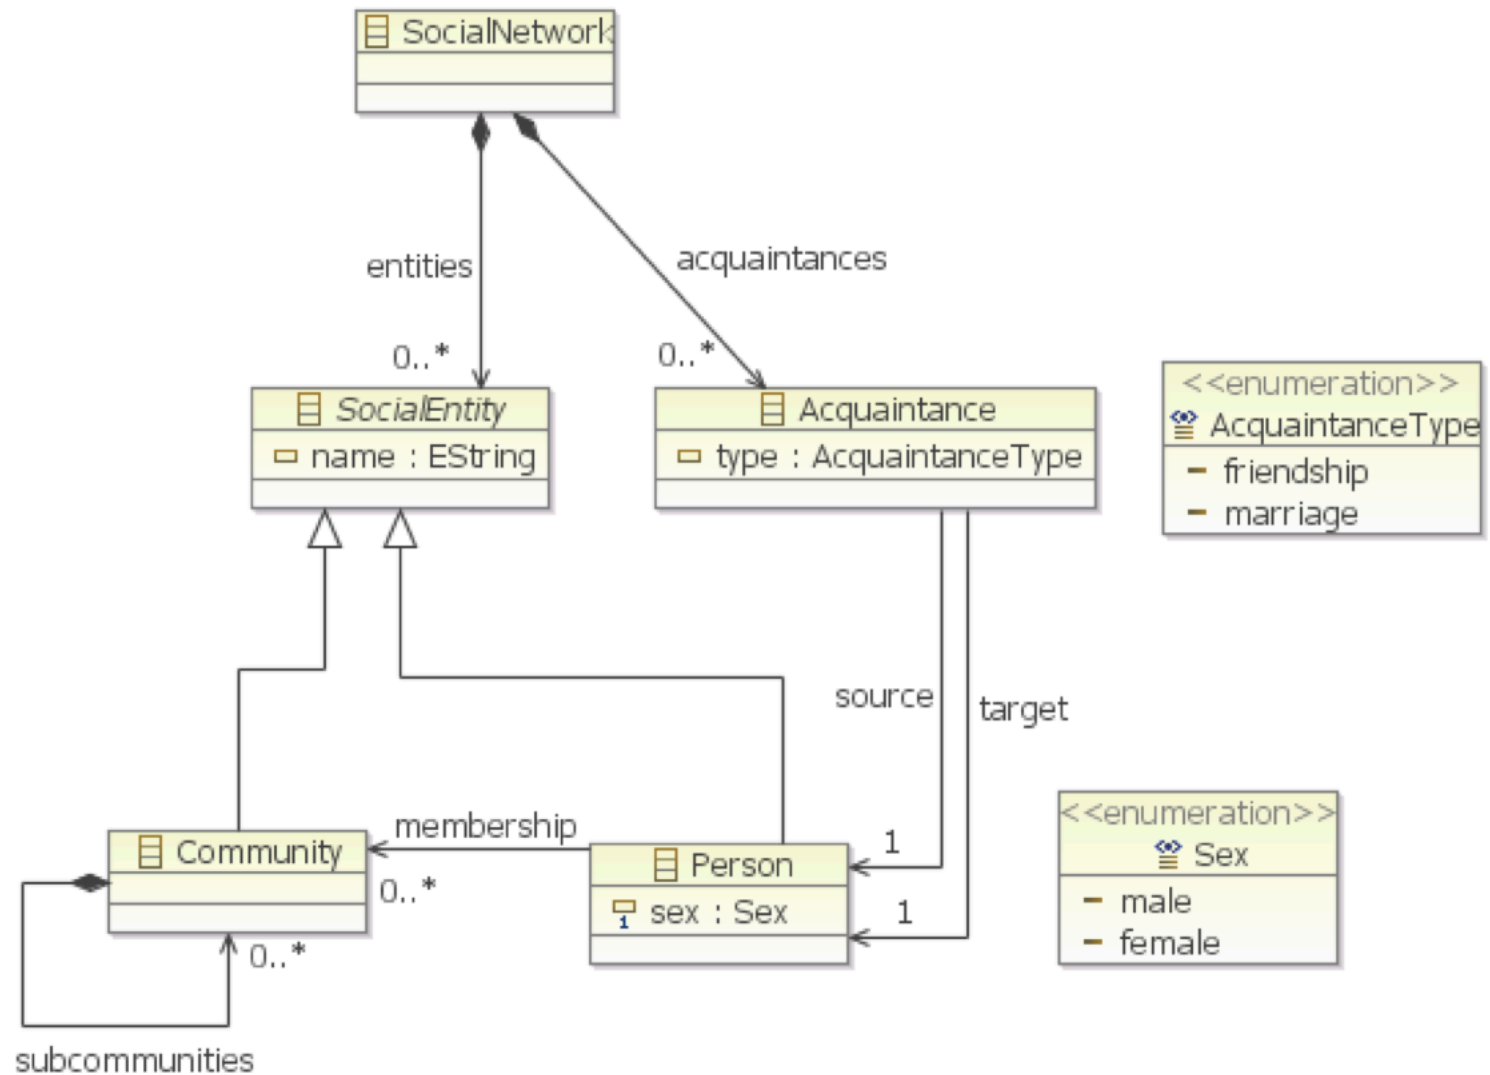 SocialNetwork
entities
acquaintances
0..*
0..*
SocialEntity
name : EString
Acquaintance
type : AcquaintanceType
<<enumeration>>
AcquaintanceType
friendship
marriage
source
target
membership
0..*
Community
0..*
subcommunities
1
1
Person
1 sex : Sex
<<enumeration>>
Sex
male
female